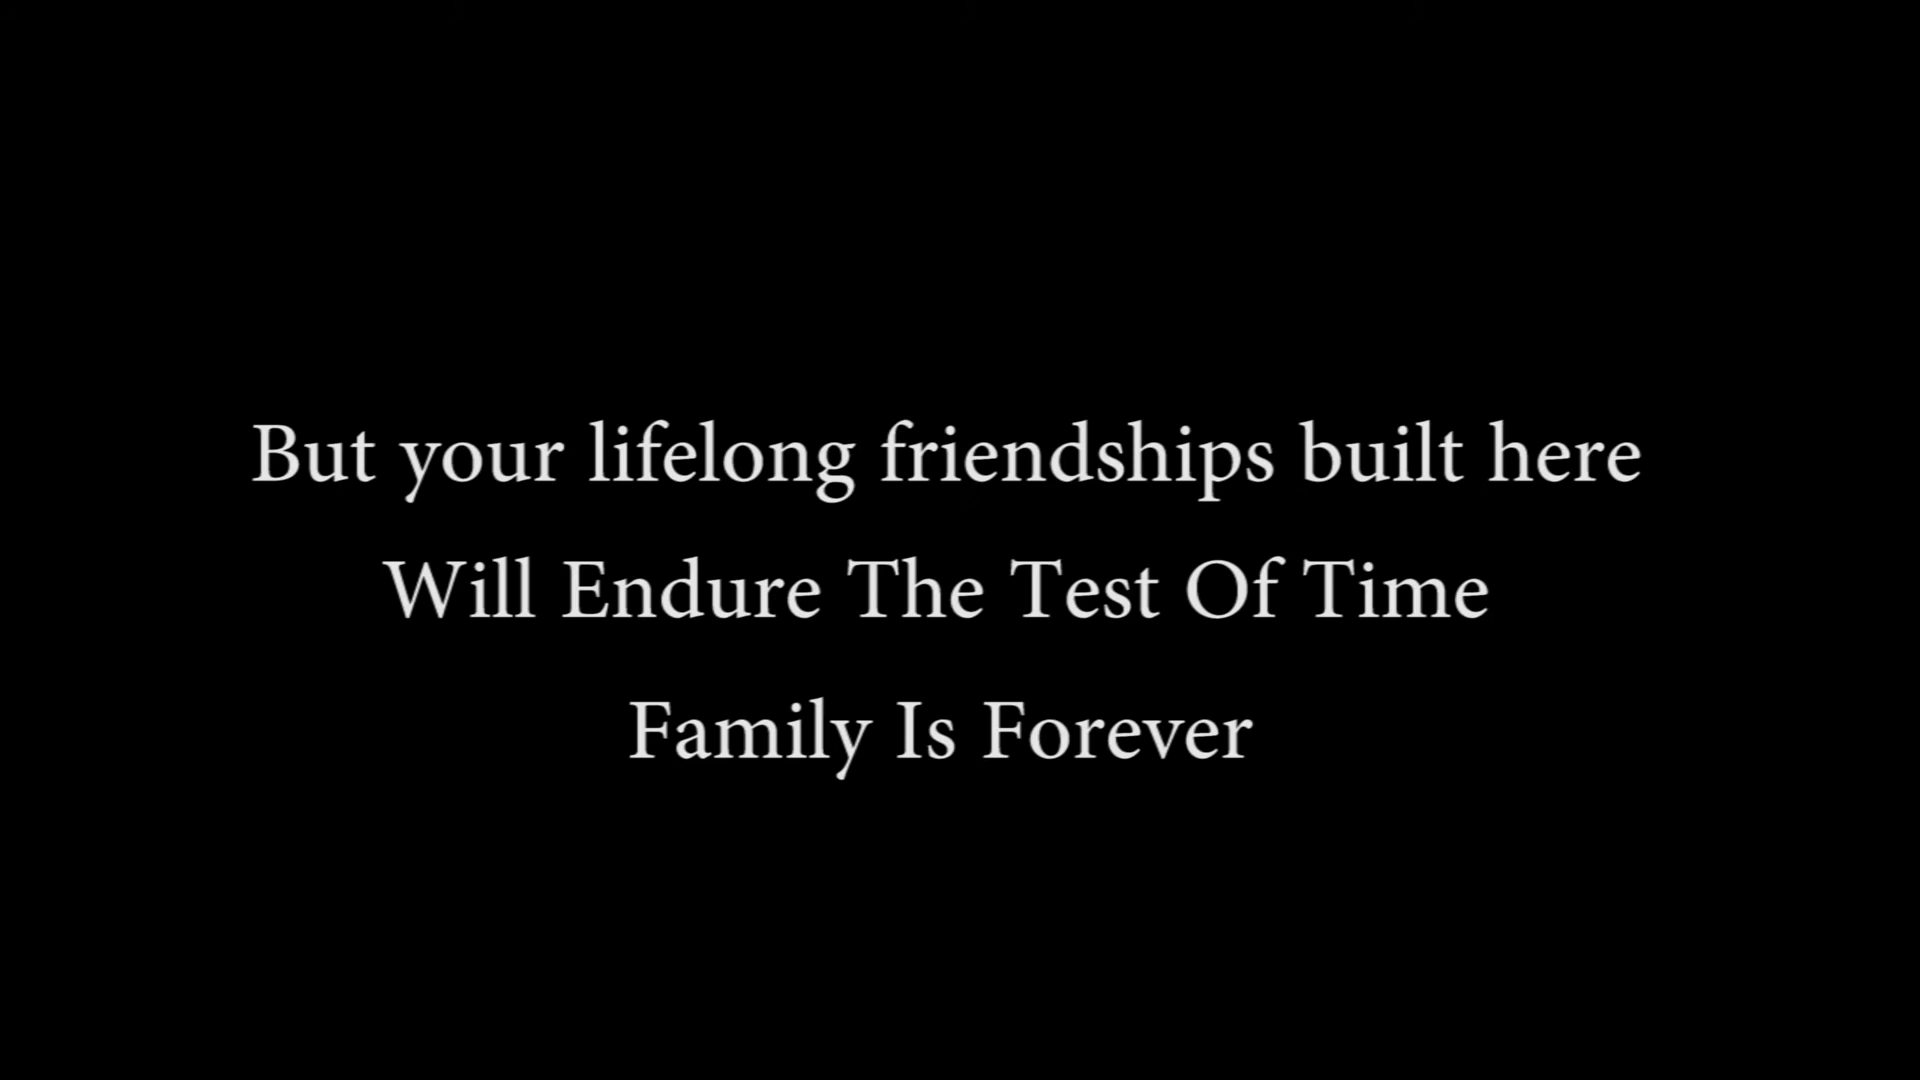 But your lifelong friendships built here
Will Endure The Test Of Time
Family Is Forever